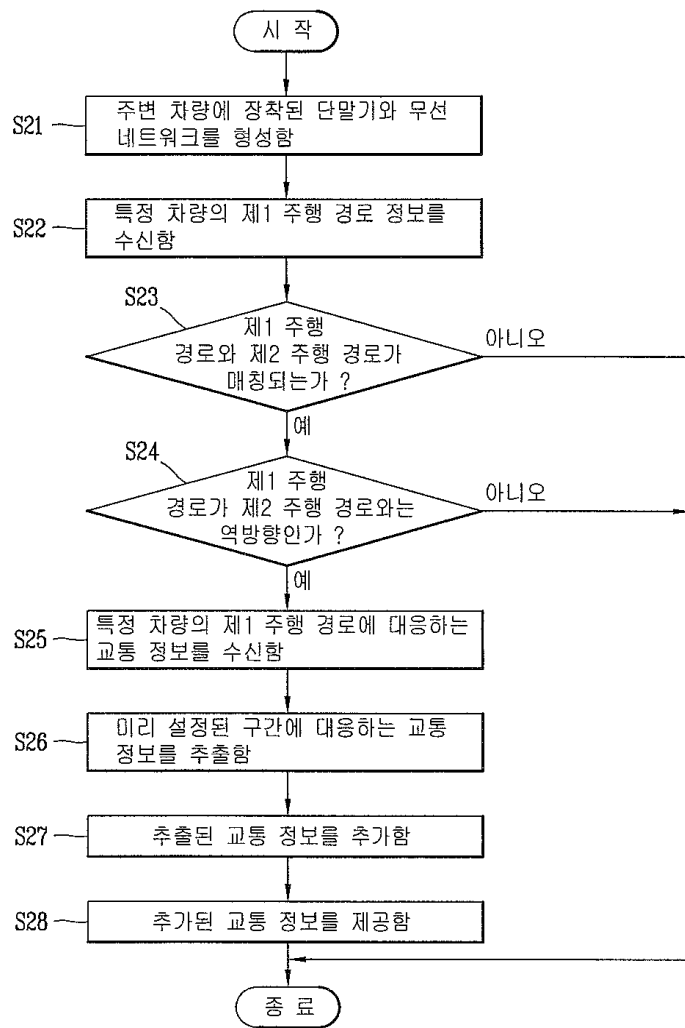 시 작
S21
주변 차량에 장착된 단말기와 무선
네트워크를 형성함
S22
특정 차량의 제1 주행 경로 정보를
수신함
S23
제1 주행
경로와 제2 주행 경로가
매칭되는가 ?
아니오
예
S24
제1 주행
경로가 제2 주행 경로와는
역방향인가 ?
아니오
예
S25
특정 차량의 제1 주행 경로에 대응하는
교통 정보를 수신함
S26
미리 설정된 구간에 대응하는 교통
정보를 추출함
S27
추출된 교통 정보를 추가함
S28
추가된 교통 정보를 제공함
종 료